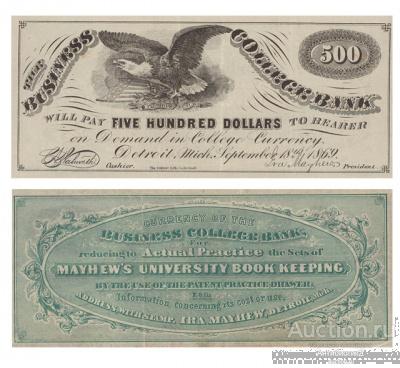 THE BUSINESS COLLEGE BANK
500
WILL PAY FIVE HUNDRED DOLLARS TO BEARER
on Demand in College Currency.
Detroit, Mich. September 18th, 1869.
Cashier.
Ira Mayhew President.
CURRENCY OF THE
BUSINESS COLLEGE BANK,
For
reducing to Actual Practice the Sets of
MAYHEW'S UNIVERSITY BOOK KEEPING
BY THE USE OF THE PATENT PRACTICE DRAWER.
For
Information concerning its cost or use,
ADDRESS WITH STAMP, IRA MAYHEW, DETROIT, MICH.
Auction.ru